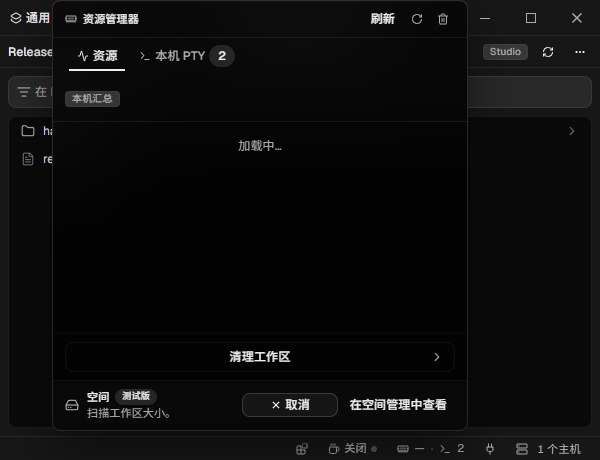 通用
资源管理器
刷新
Release
资源
本机 PTY 2
Studio
在
本机汇总
加载中...
ha
re
清理工作区
空间 测试版
扫描工作区大小。
取消
在空间管理中查看
关闭
2
1 个主机